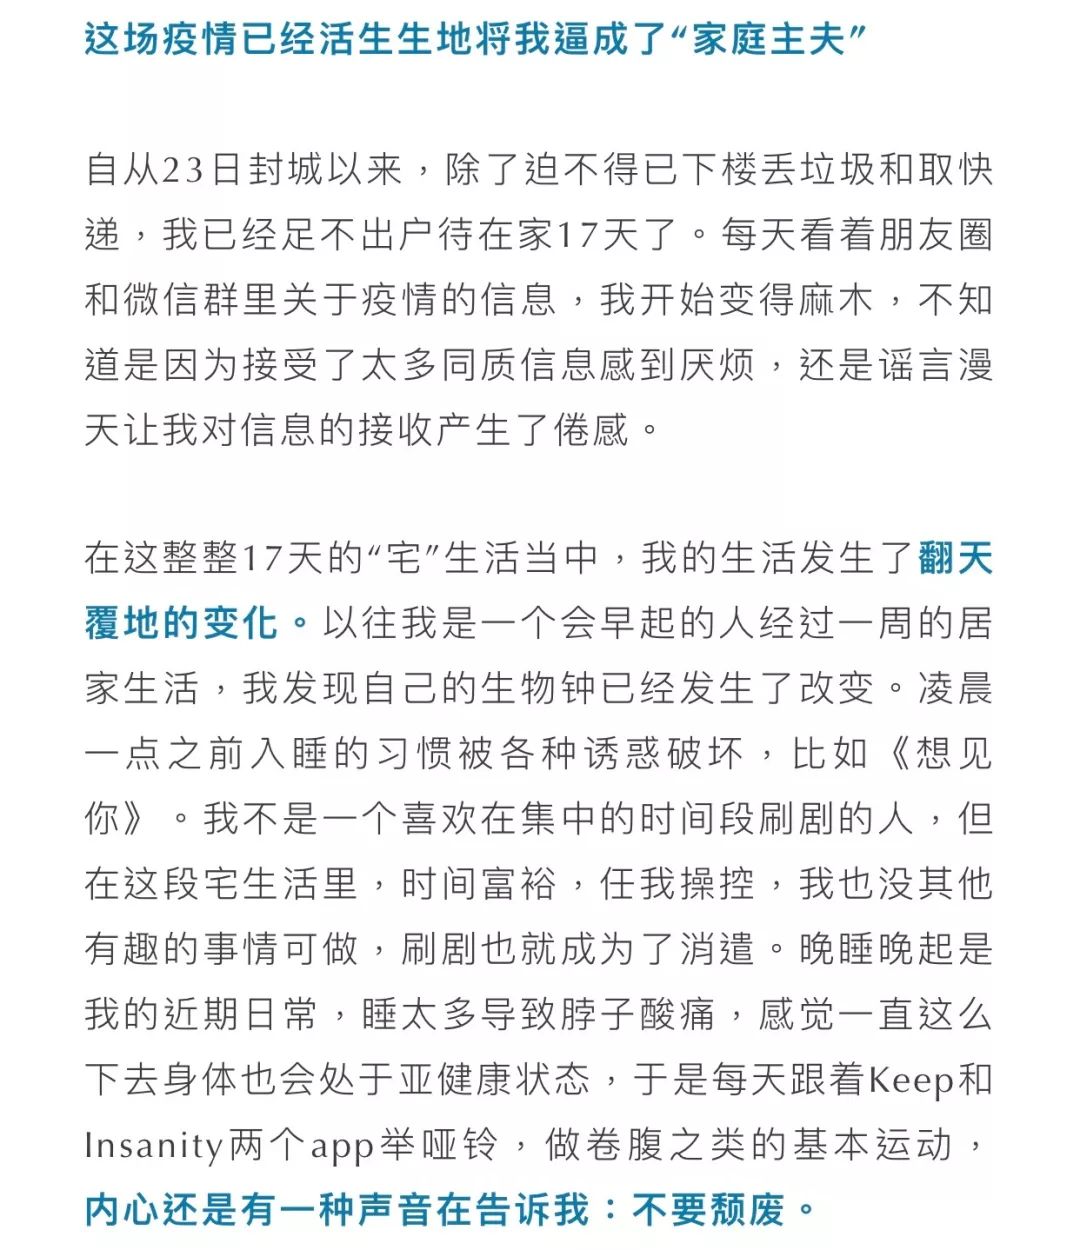 这场疫情已经活生生地将我逼成了“家庭主夫”
自从23日封城以来，除了迫不得已下楼丢垃圾和取快
递，我已经足不出户待在家17天了。每天看着朋友圈
和微信群里关于疫情的信息，我开始变得麻木，不知
道是因为接受了太多同质信息感到厌烦，还是谣言漫
天让我对信息的接收产生了倦感。
在这整整17天的“宅”生活当中，我的生活发生了翻天
覆地的变化。以往我是一个会早起的人经过一周的居
家生活，我发现自己的生物钟已经发生了改变。凌晨
一点之前入睡的习惯被各种诱惑破坏，比如《想见
你》。我不是一个喜欢在集中的时间段刷剧的人，但
在这段宅生活里，时间富裕，任我操控，我也没其他
有趣的事情可做，刷剧也就成为了消遣。晚睡晚起是
我的近期日常，睡太多导致脖子酸痛，感觉一直这么
下去身体也会处于亚健康状态，于是每天跟着Keep和
Insanity两个app举哑铃，做卷腹之类的基本运动，
内心还是有一种声音在告诉我：不要颓废。